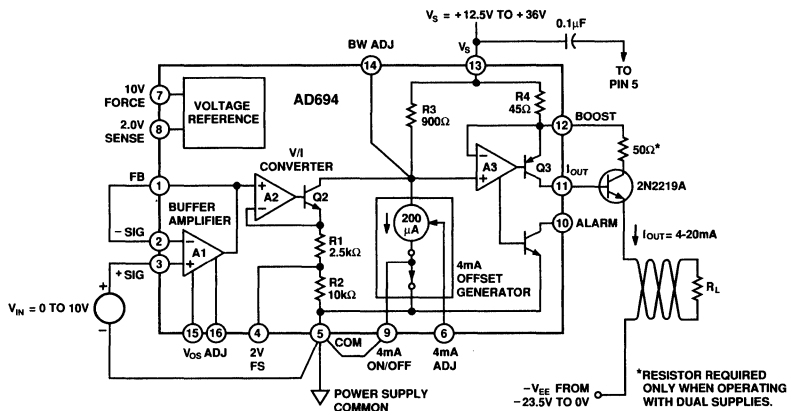 VS = +12.5V TO + 36V
0.1µF
TO
PIN 5
BW ADJ
VS
14
13
10V
FORCE
7
2.0V
SENSE
8
VOLTAGE
REFERENCE
AD694
R3
900Ω
R4
45Ω
12
BOOST
50Ω*
V/I
CONVERTER
FB
1
+
A2
−
Q2
−
A3
+
Q3
IOUT
11
2N2219A
BUFFER
AMPLIFIER
− SIG
2
−
A1
+
+ SIG
3
R1
2.5kΩ
R2
10kΩ
200
µA
4mA
OFFSET
GENERATOR
10
ALARM
IOUT= 4-20mA
RL
+
VIN = 0 TO 10V
−
15
16
4
5
COM
9
6
VOS ADJ
2V
FS
4mA
ON/OFF
4mA
ADJ
POWER SUPPLY
COMMON
−VEE FROM
−23.5V TO 0V
*RESISTOR REQUIRED
ONLY WHEN OPERATING
WITH DUAL SUPPLIES.